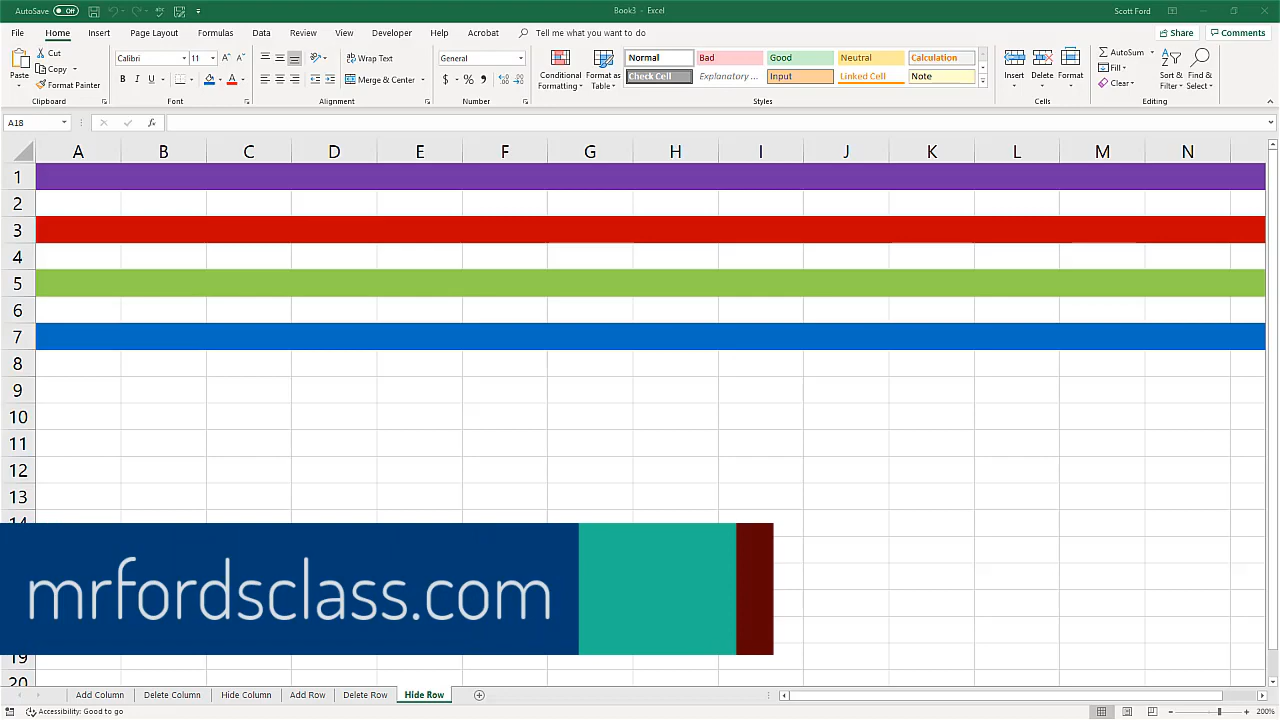 AutoSave Off
Book3 - Excel
Scott Ford
File Home Insert Page Layout Formulas Data Review View Developer Help Acrobat Tell me what you want to do
Share Comments
Paste
Cut
Copy
Format Painter
Clipboard
Calibri 11
B I U
Font
Wrap Text
Merge & Center
Alignment
General
$ % 
Number
Conditional Formatting
Format as Table
Normal Bad Good Neutral Calculation
Check Cell Explanatory ... Input Linked Cell Note
Styles
Insert Delete Format
Cells
AutoSum
Fill
Clear
Sort & Filter
Find & Select
Editing
A18
fx
A B C D E F G H I J K L M N
1
2
3
4
5
6
7
8
9
10
11
12
13
14
mrfordsclass.com
19
20
Add Column Delete Column Hide Column Add Row Delete Row Hide Row
Accessibility: Good to go
200%